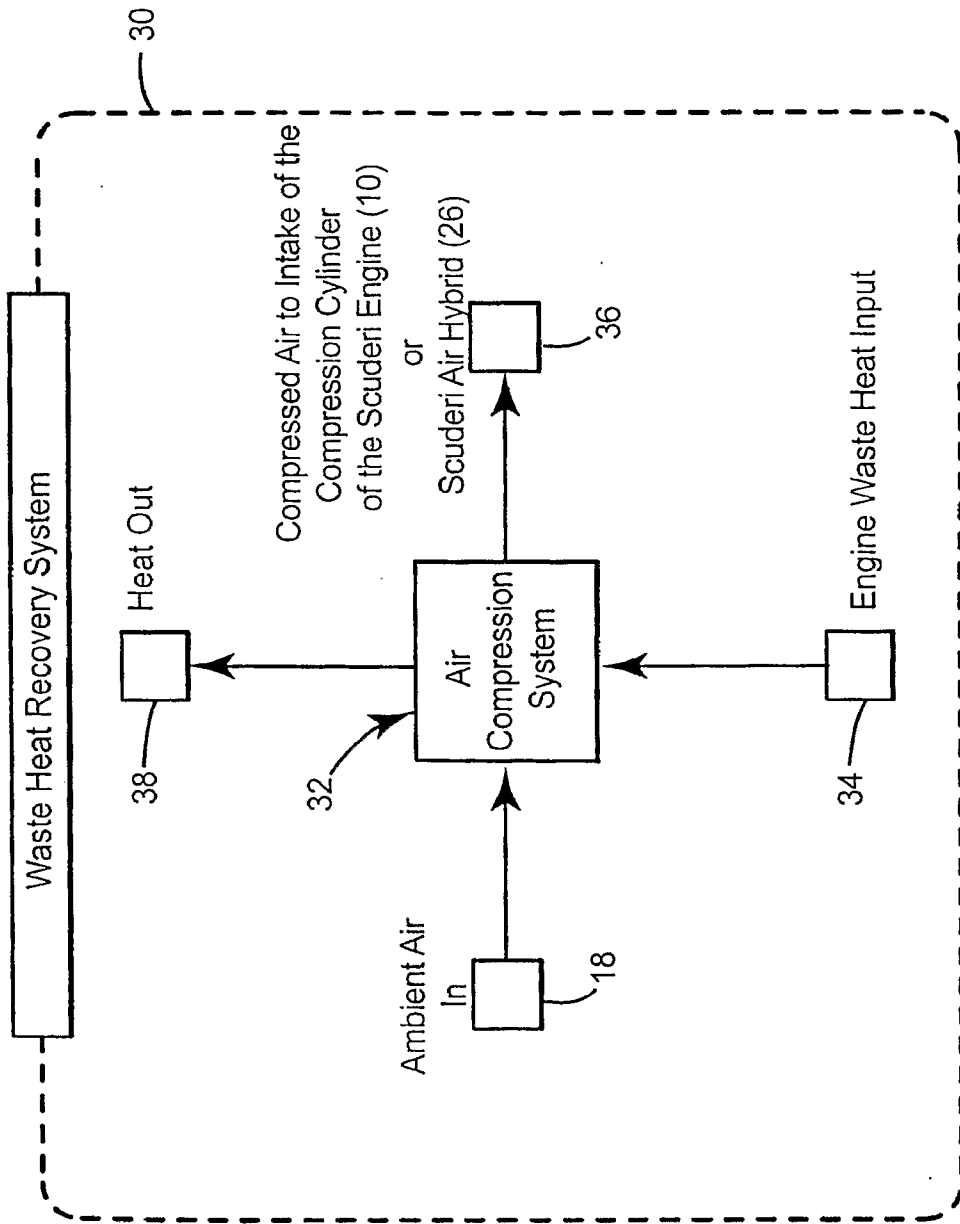 Waste Heat Recovery System
30
Heat Out
38
32
Compressed Air to Intake of the
Compression Cylinder
of the Scuderi Engine (10)
or
Scuderi Air Hybrid (26)
36
Air
Compression
System
Ambient Air
In
18
Engine Waste Heat Input
34